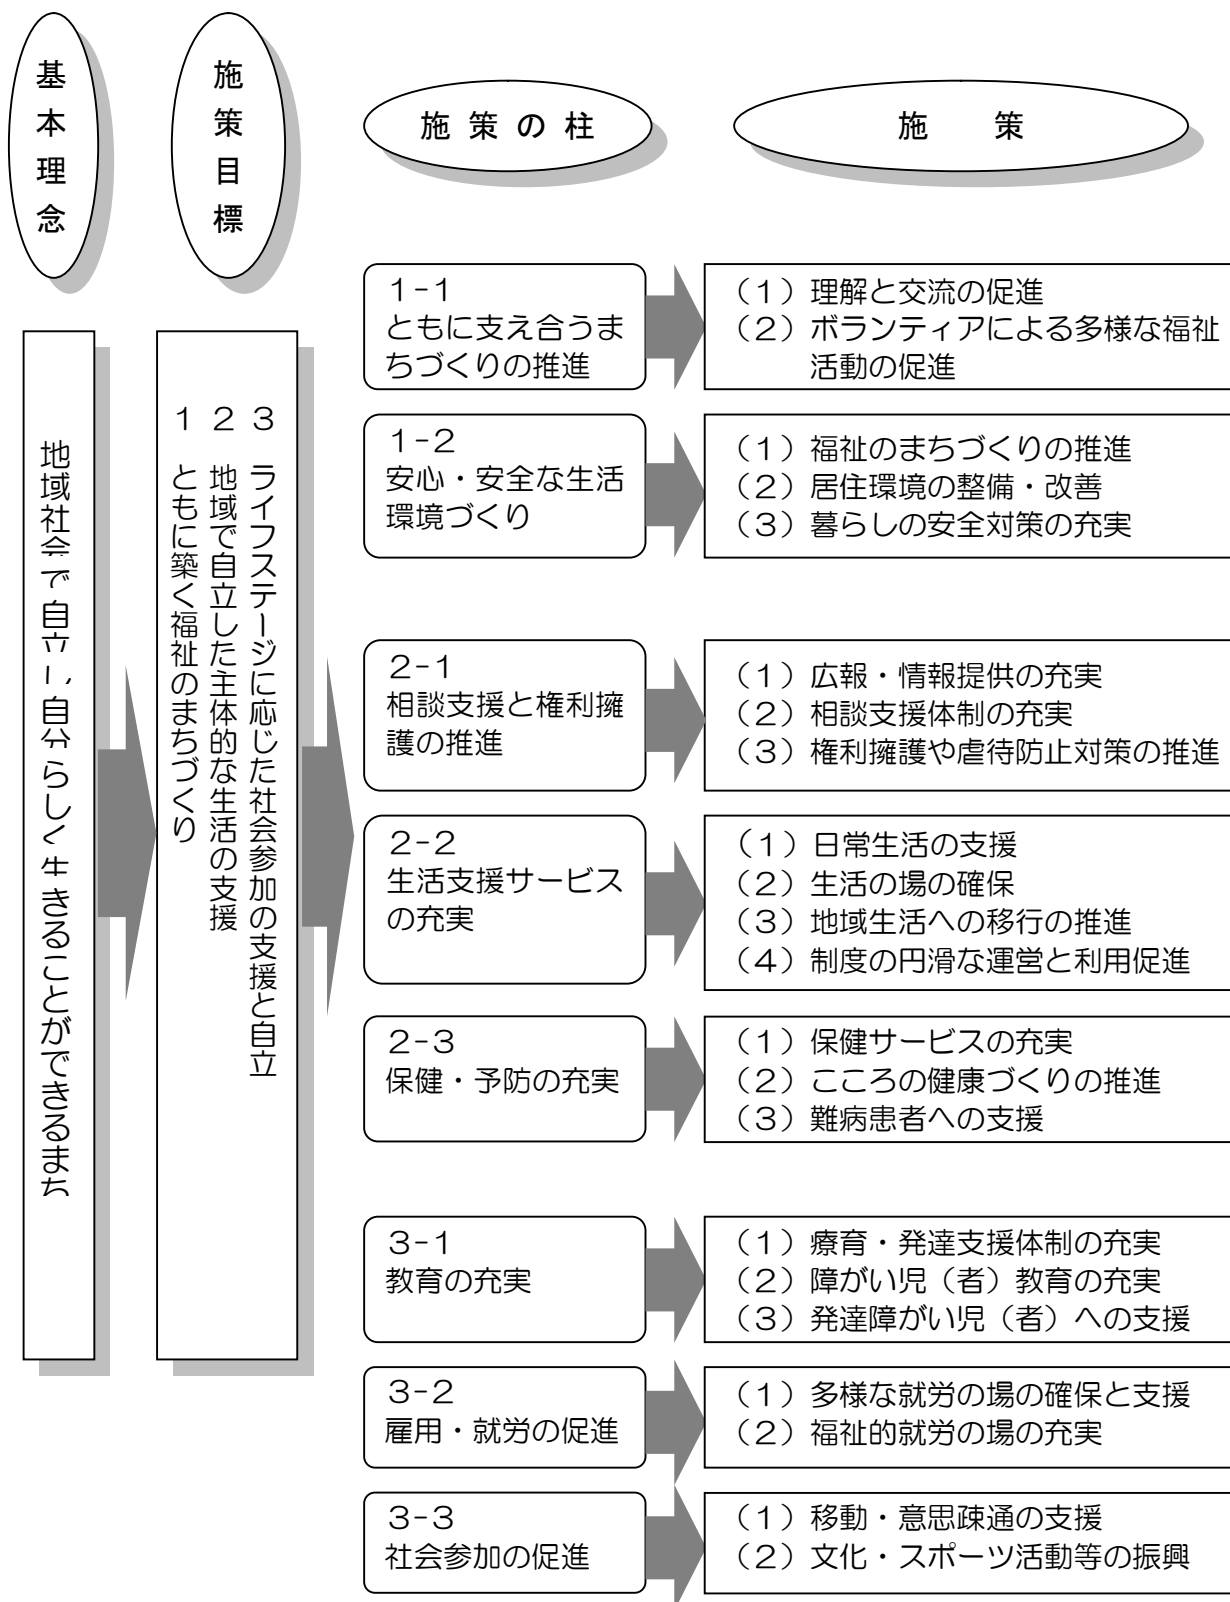 基本理念
施策目標
施策の柱
施　策
地域社会で自立し自分らしく生きることができるまち
1 ともに築く福祉のまちづくり
2 地域で自立した主体的な生活の支援
3 ライフステージに応じた社会参加の支援と自立
1-1
ともに支え合うま
ちづくりの推進
（1）理解と交流の促進
（2）ボランティアによる多様な福祉
活動の促進
1-2
安心・安全な生活
環境づくり
（1）福祉のまちづくりの推進
（2）居住環境の整備・改善
（3）暮らしの安全対策の充実
2-1
相談支援と権利擁
護の推進
（1）広報・情報提供の充実
（2）相談支援体制の充実
（3）権利擁護や虐待防止対策の推進
2-2
生活支援サービス
の充実
（1）日常生活の支援
（2）生活の場の確保
（3）地域生活への移行の推進
（4）制度の円滑な運営と利用促進
2-3
保健・予防の充実
（1）保健サービスの充実
（2）こころの健康づくりの推進
（3）難病患者への支援
3-1
教育の充実
（1）療育・発達支援体制の充実
（2）障がい児（者）教育の充実
（3）発達障がい児（者）への支援
3-2
雇用・就労の促進
（1）多様な就労の場の確保と支援
（2）福祉的就労の場の充実
3-3
社会参加の促進
（1）移動・意思疎通の支援
（2）文化・スポーツ活動等の振興